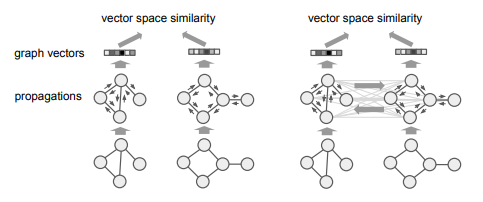 vector space similarity
vector space similarity
graph vectors
propagations